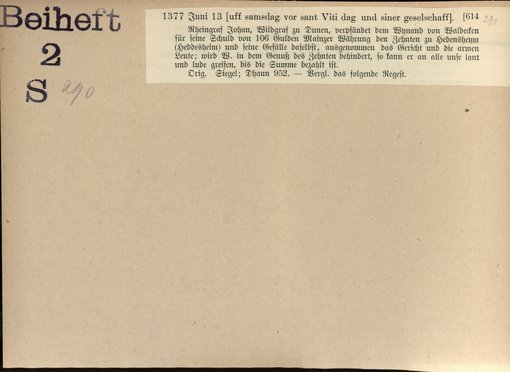 Beiheft
2
S 290
1377 Juni 13 [uff samsdag vor sant Viti dag und siner geselschaff]. [614
290
Rheingraf Johan, Wildgraf zu Dunen, verpfändet dem Wynand von Waldecken
für seine Schuld von 106 Gulden Mainzer Währung den Zehnten zu Hedensheym
(Heddesheim) und seine Gefälle daselbst, ausgenommen das Gericht und die armen
Leute; wird W. in dem Genuß des Zehnten behindert, so kann er an alle unse lant
und lude greifen, bis die Summe bezahlt ist.
Orig. Siegel; Dhaun 952. — Vergl. das folgende Regest.